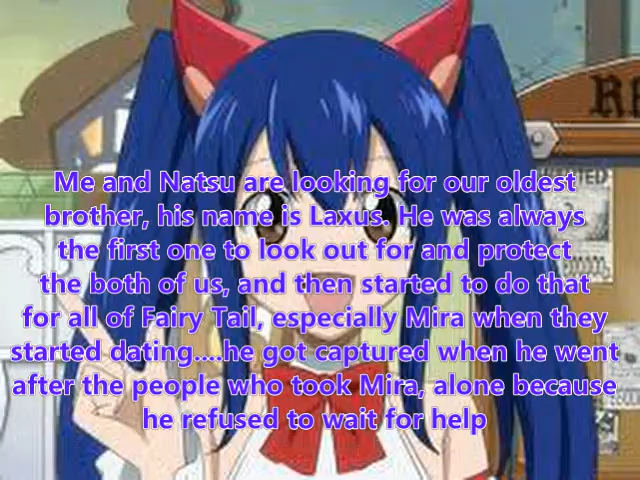 RE
Me and Natsu are looking for our oldest
brother, his name is Laxus. He was always
the first one to look out for and protect
the both of us, and then started to do that
for all of Fairy Tail, especially Mira when they
started dating....he got captured when he went
after the people who took Mira, alone because
he refused to wait for help